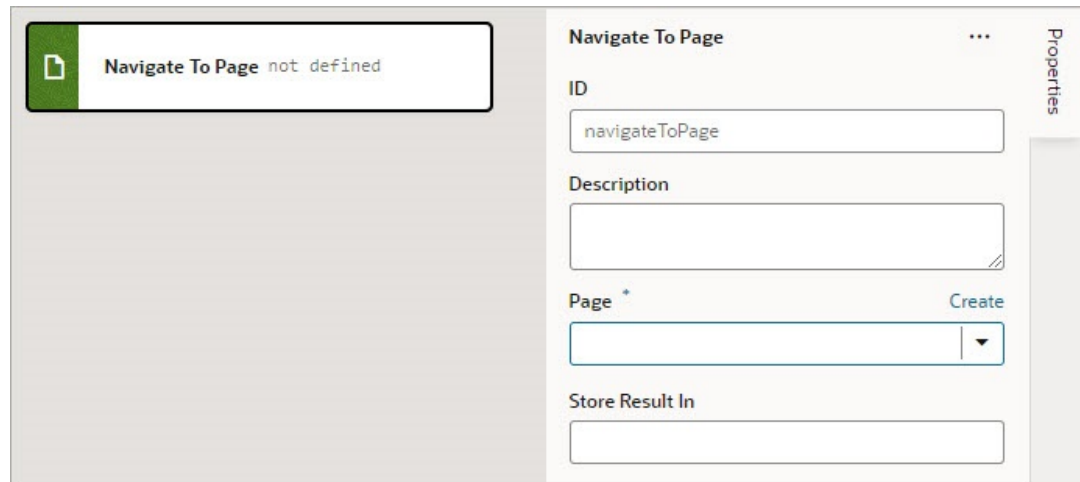 Navigate To Page not defined
Navigate To Page ...
Properties
ID
navigateToPage
Description
Page * Create
Store Result In